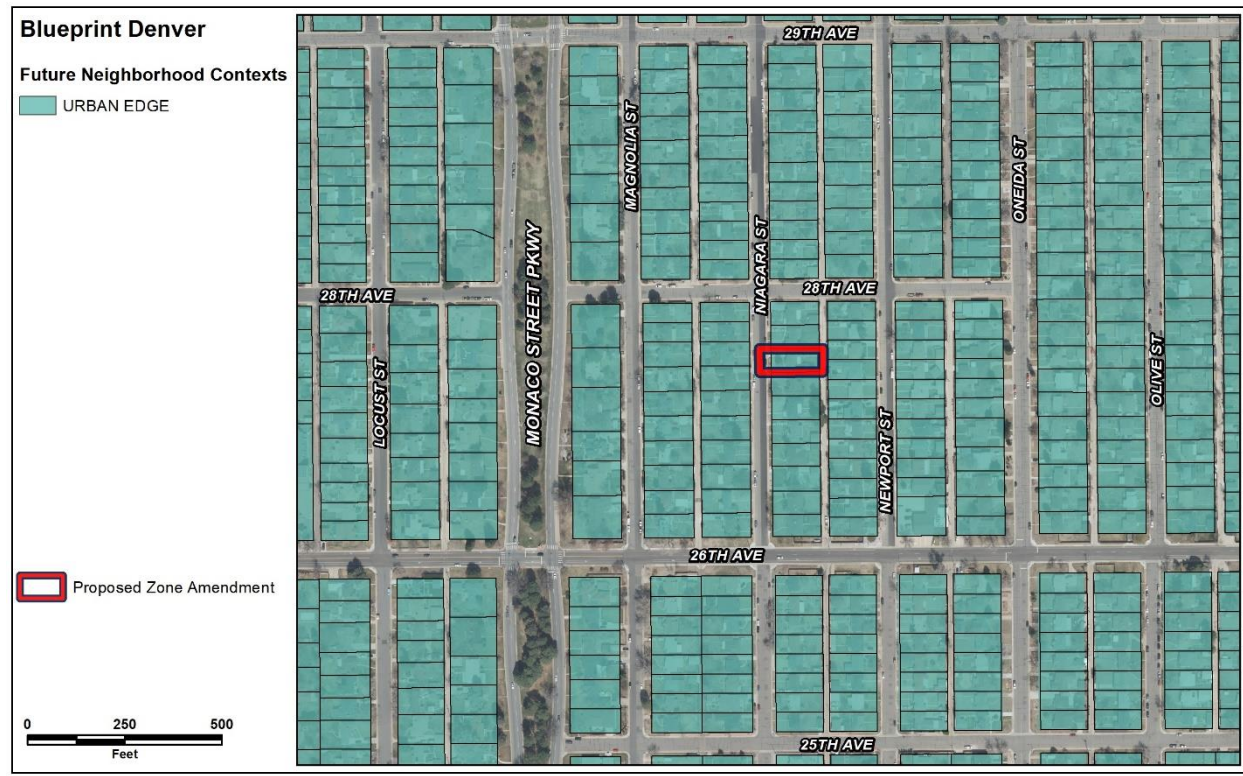 Blueprint Denver
Future Neighborhood Contexts
URBAN EDGE
Proposed Zone Amendment
0 250 500
Feet
29TH AVE
MAGNOLIA ST
ONEIDA ST
NIAGARA ST
28TH AVE
28TH AVE
MONACO STREET PKWY
LOCUST ST
OLIVE ST
NEWPORT ST
26TH AVE
25TH AVE